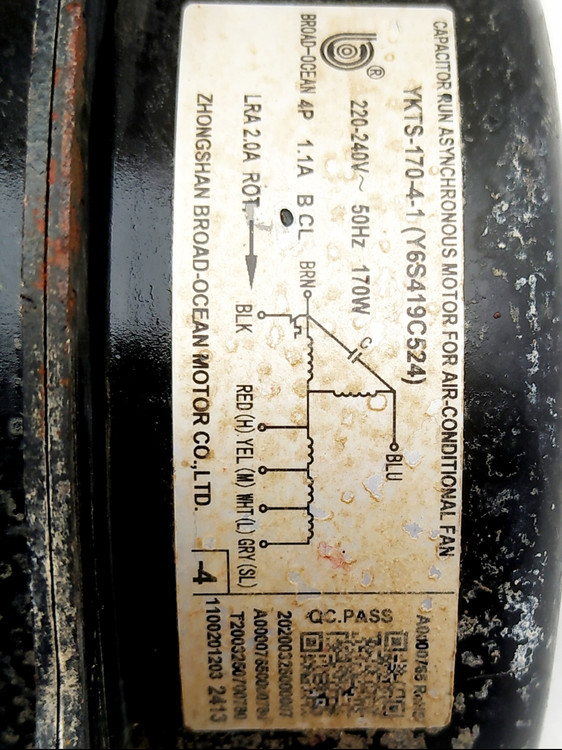 CAPACITOR RUN ASYNCHRONOUS MOTOR FOR AIR-CONDITIONAL FAN
YKTS-170-4-1 (Y6S419C524)
®
220-240V~ 50Hz 170W
BROAD-OCEAN 4P 1.1A B CL
LRA 2.0A ROT
ZHONGSHAN BROAD-OCEAN MOTOR CO.,LTD.
BRN
C
BLU
BLK
RED (H) YEL (M) WHT (L) GRY (SL)
-4
QC.PASS
1100201203 2413